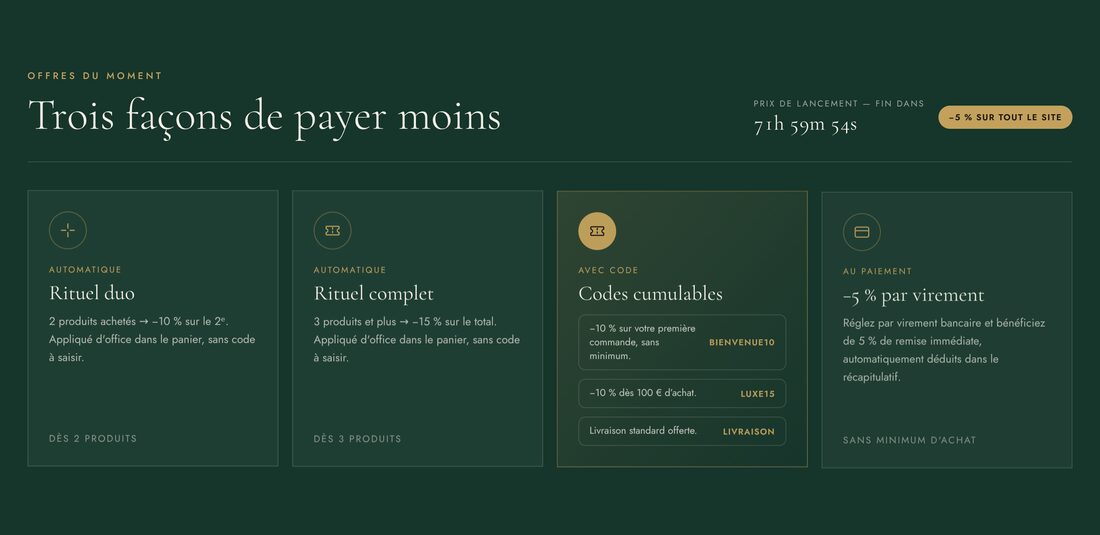 OFFRES DU MOMENT
Trois façons de payer moins
PRIX DE LANCEMENT — FIN DANS
71h 59m 54s
−5 % SUR TOUT LE SITE
AUTOMATIQUE
Rituel duo
2 produits achetés → −10 % sur le 2ᵉ.
Appliqué d'office dans le panier, sans code
à saisir.
DÈS 2 PRODUITS
AUTOMATIQUE
Rituel complet
3 produits et plus → −15 % sur le total.
Appliqué d'office dans le panier, sans code
à saisir.
DÈS 3 PRODUITS
AVEC CODE
Codes cumulables
−10 % sur votre première
commande, sans
minimum.
BIENVENUE10
−10 % dès 100 € d'achat.
LUXE15
Livraison standard offerte.
LIVRAISON
AU PAIEMENT
−5 % par virement
Réglez par virement bancaire et bénéficiez
de 5 % de remise immédiate,
automatiquement déduits dans le
récapitulatif.
SANS MINIMUM D'ACHAT